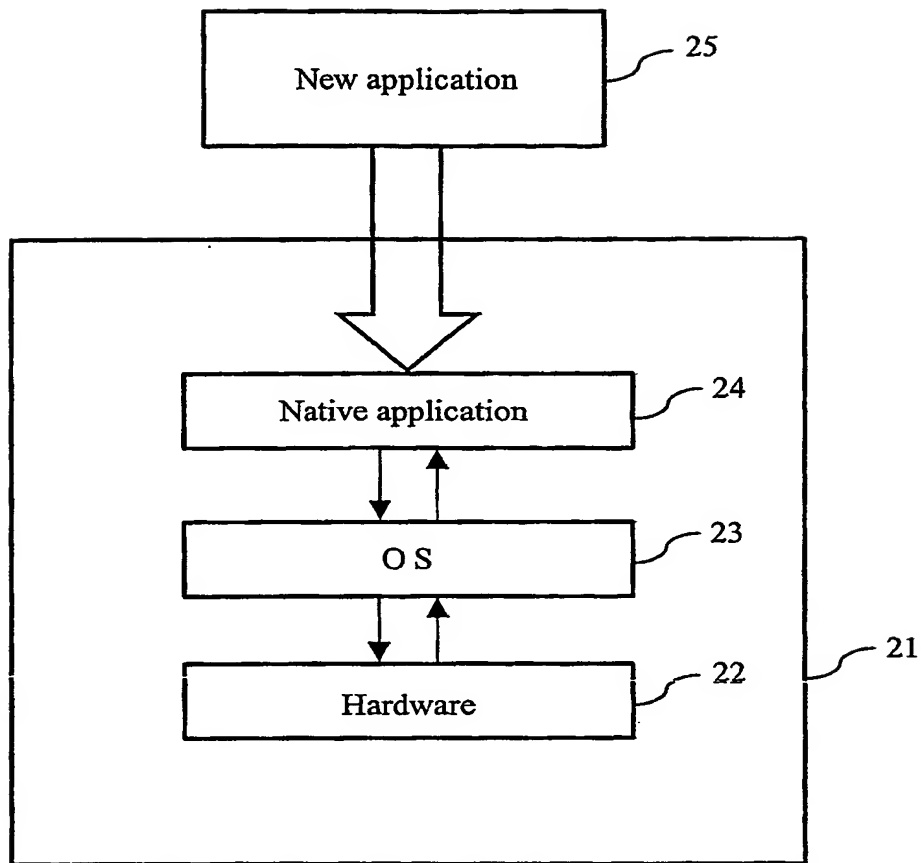 New application
25
Native application
24
O S
23
Hardware
22
21